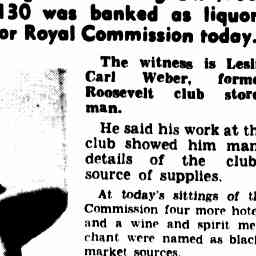 130 was banked as liquor
or Royal Commission today.
The witness is Lesli
Carl Weber, forme
Roosevelt club store
man.
He said his work at th
club showed him man
details of the club
source of supplies.
At today's sittings of th
Commission four more hote
and a wine and spirit me
chant were named as blac
market sources.